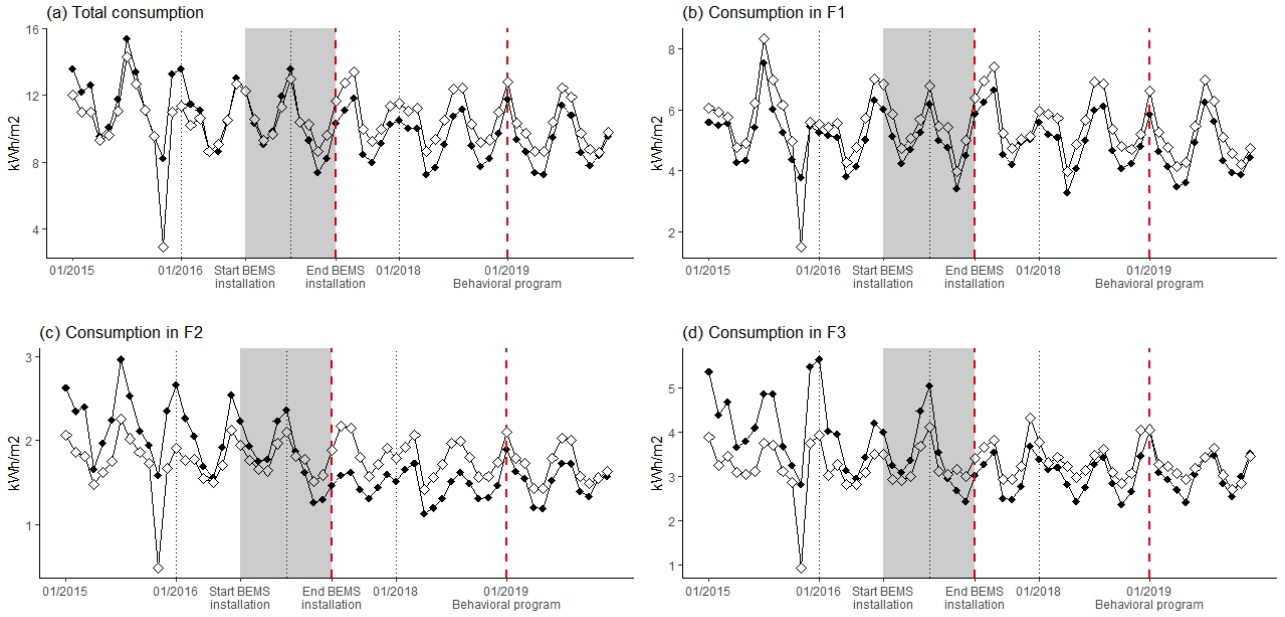 (a) Total consumption
16
12
8
4
kWh/m2
01/2015
01/2016
Start BEMS
installation
End BEMS
installation
01/2018
01/2019
Behavioral program
(b) Consumption in F1
8
6
4
2
kWh/m2
01/2015
01/2016
Start BEMS
installation
End BEMS
installation
01/2018
01/2019
Behavioral program
(c) Consumption in F2
3
2
1
kWh/m2
01/2015
01/2016
Start BEMS
installation
End BEMS
installation
01/2018
01/2019
Behavioral program
(d) Consumption in F3
5
4
3
2
1
kWh/m2
01/2015
01/2016
Start BEMS
installation
End BEMS
installation
01/2018
01/2019
Behavioral program